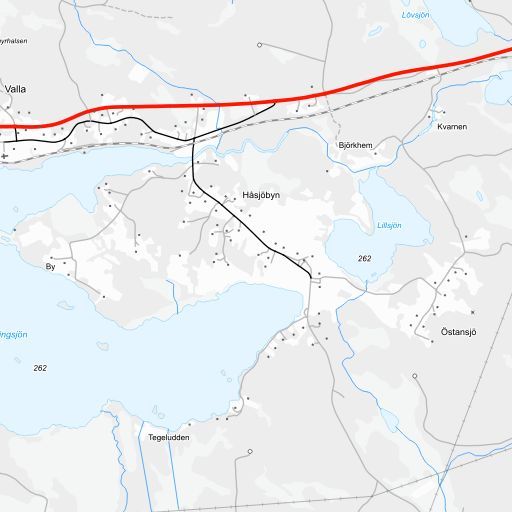 Lövsjön
Valla
Kvarnen
Björkhem
Håsjöbyn
Lillsjön
262
By
Östansjö
262
Tegeludden